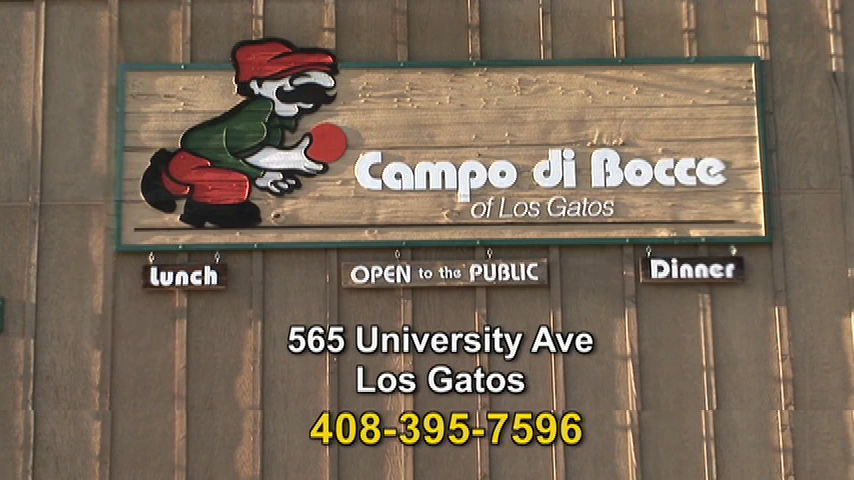 Campo di Bocce
of Los Gatos
Lunch
OPEN to the PUBLIC
Dinner
565 University Ave
Los Gatos
408-395-7596